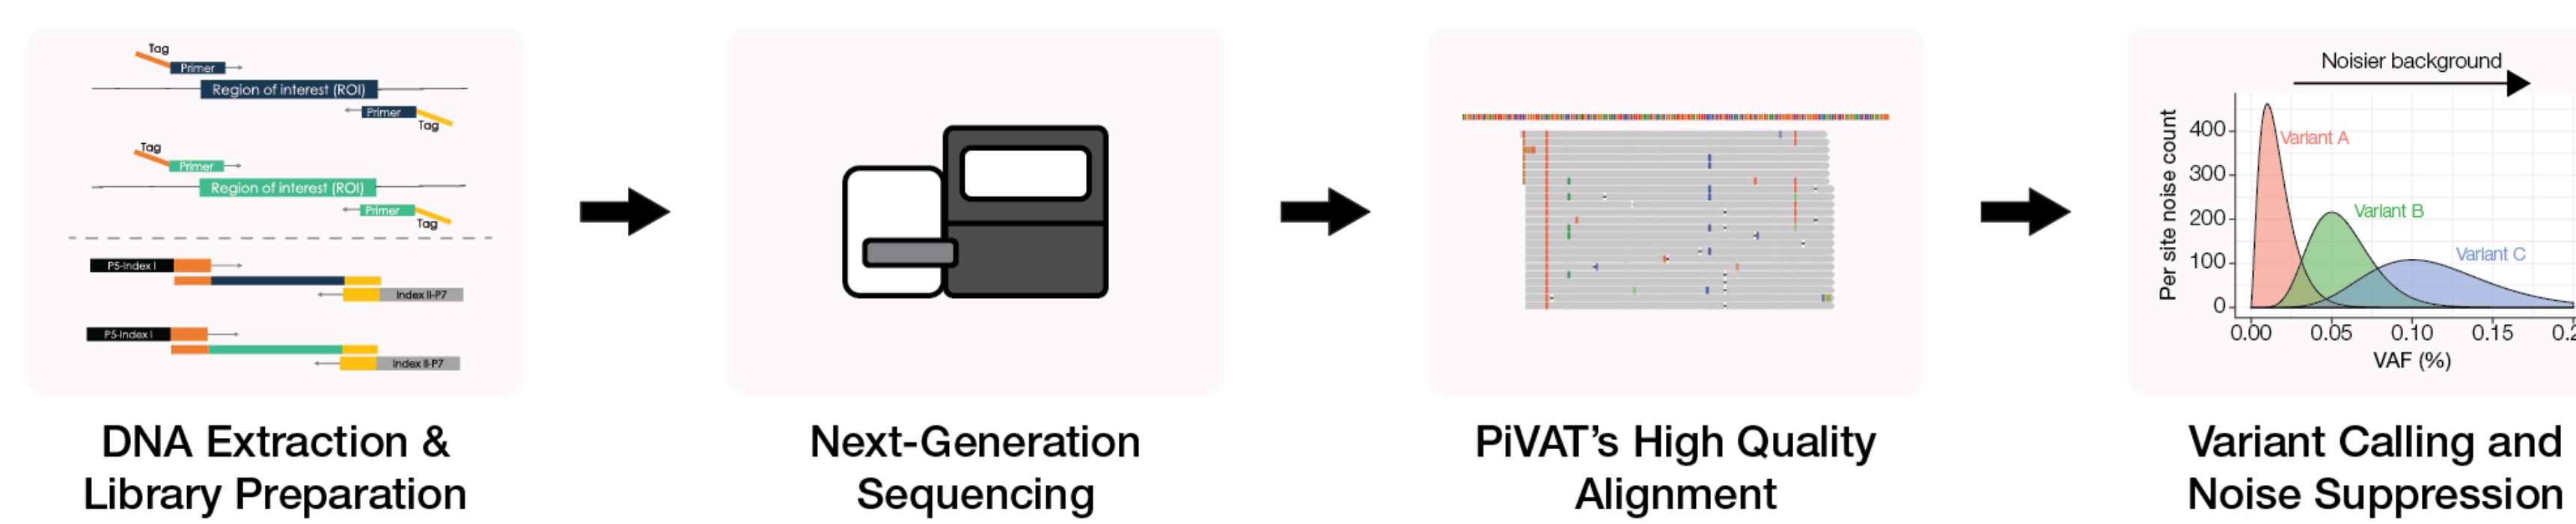 Tag
Primer
Region of interest (ROI)
Primer
Tag
Tag
Primer
Region of interest (ROI)
Primer
Tag
P5-Index I
Index II-P7
P5-Index I
Index II-P7
DNA Extraction &
Library Preparation
Next-Generation
Sequencing
PiVAT’s High Quality
Alignment
Noisier background
Per site noise count
400
300
200
100
0
Variant A
Variant B
Variant C
0.00 0.05 0.10 0.15
VAF (%)
Variant Calling and
Noise Suppression